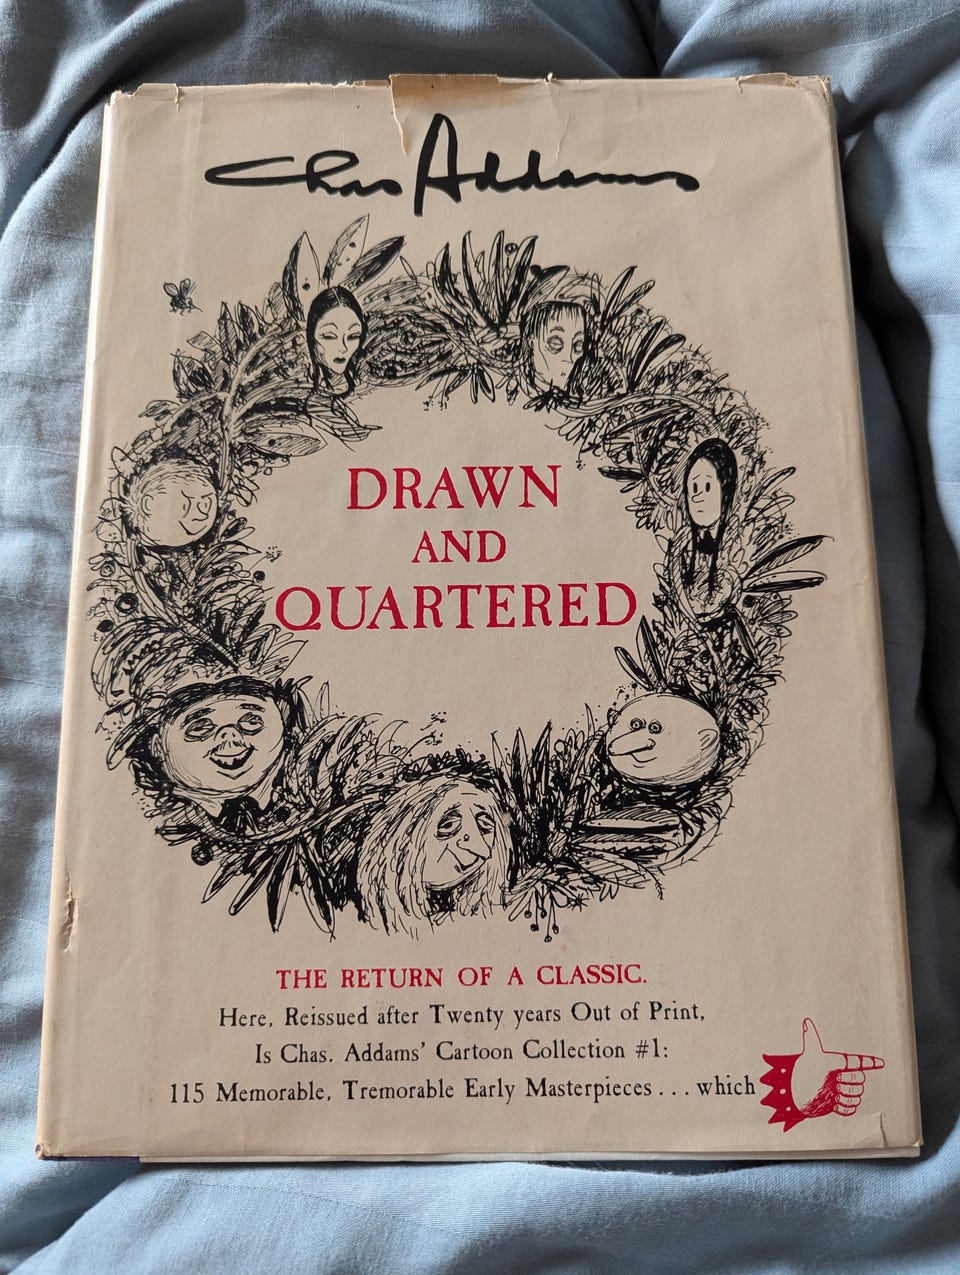 Chas Addams
DRAWN
AND
QUARTERED
THE RETURN OF A CLASSIC.
Here, Reissued after Twenty years Out of Print,
Is Chas. Addams' Cartoon Collection #1:
115 Memorable, Tremorable Early Masterpieces . . . which